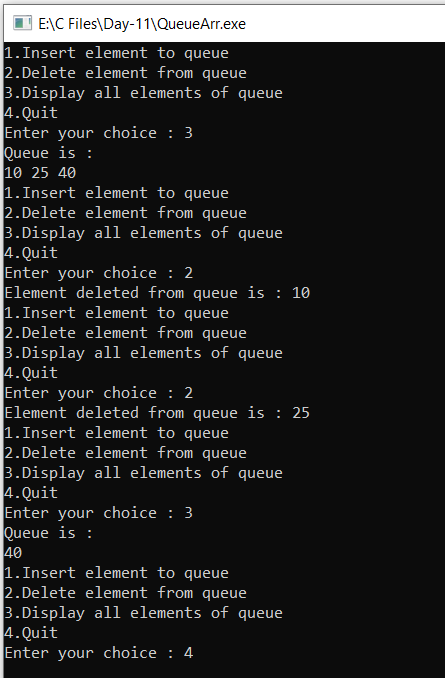 E:\C Files\Day-11\QueueArr.exe
1.Insert element to queue
2.Delete element from queue
3.Display all elements of queue
4.Quit
Enter your choice : 3
Queue is :
10 25 40
1.Insert element to queue
2.Delete element from queue
3.Display all elements of queue
4.Quit
Enter your choice : 2
Element deleted from queue is : 10
1.Insert element to queue
2.Delete element from queue
3.Display all elements of queue
4.Quit
Enter your choice : 2
Element deleted from queue is : 25
1.Insert element to queue
2.Delete element from queue
3.Display all elements of queue
4.Quit
Enter your choice : 3
Queue is :
40
1.Insert element to queue
2.Delete element from queue
3.Display all elements of queue
4.Quit
Enter your choice : 4